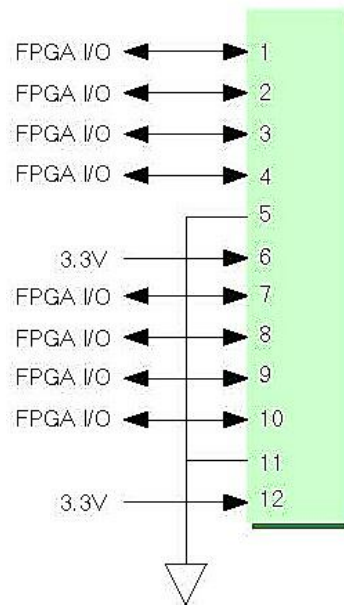 FPGA I/O 1
FPGA I/O 2
FPGA I/O 3
FPGA I/O 4
5
3.3V 6
FPGA I/O 7
FPGA I/O 8
FPGA I/O 9
FPGA I/O 10
11
3.3V 12